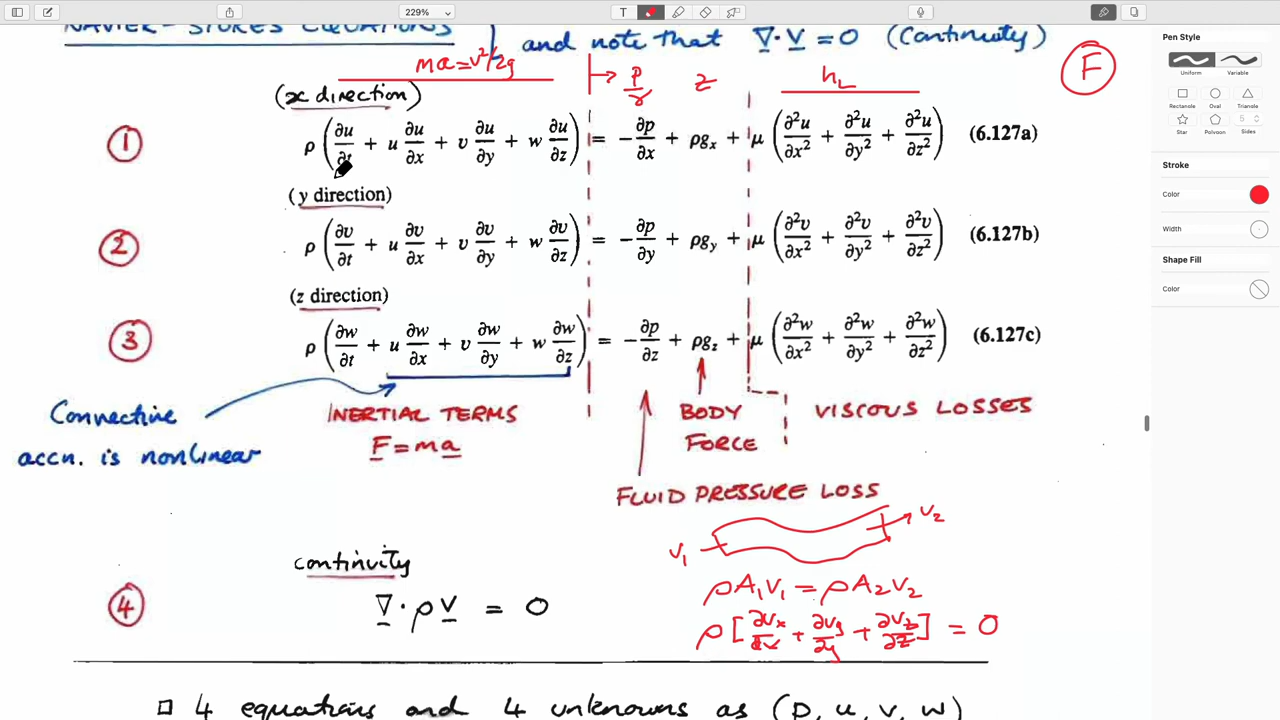 229%
T
Pen Style
NAVIER-STOKES EQUATIONS
and note that ∇·V = 0 (Continuity)
Uniform Variable
ma = v²/2g
p/γ z h_L
F
Rectangle Oval Triangle
Star Polygon 5 Sides
(x direction)
① ρ(∂u/∂t + u ∂u/∂x + v ∂u/∂y + w ∂u/∂z) = −∂p/∂x + ρgₓ + μ(∂²u/∂x² + ∂²u/∂y² + ∂²u/∂z²) (6.127a)
Stroke
Color
Width
Shape Fill
Color
(y direction)
② ρ(∂v/∂t + u ∂v/∂x + v ∂v/∂y + w ∂v/∂z) = −∂p/∂y + ρg_y + μ(∂²v/∂x² + ∂²v/∂y² + ∂²v/∂z²) (6.127b)
(z direction)
③ ρ(∂w/∂t + u ∂w/∂x + v ∂w/∂y + w ∂w/∂z) = −∂p/∂z + ρg_z + μ(∂²w/∂x² + ∂²w/∂y² + ∂²w/∂z²) (6.127c)
Connective
accn. is nonlinear
INERTIAL TERMS
F = ma
BODY
FORCE
VISCOUS LOSSES
FLUID PRESSURE LOSS
V₁ V₂
continuity
④ ∇·ρV = 0
ρA₁V₁ = ρA₂V₂
ρ[∂Vx/∂x + ∂Vy/∂y + ∂Vz/∂z] = 0
□ 4 equations and 4 unknowns as (p, u, v, w)